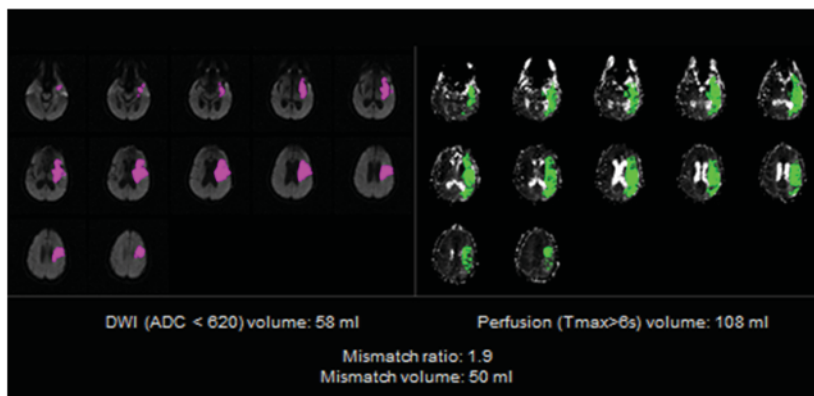 DWI (ADC < 620) volume: 58 ml
Perfusion (Tmax>6s) volume: 108 ml
Mismatch ratio: 1.9
Mismatch volume: 50 ml